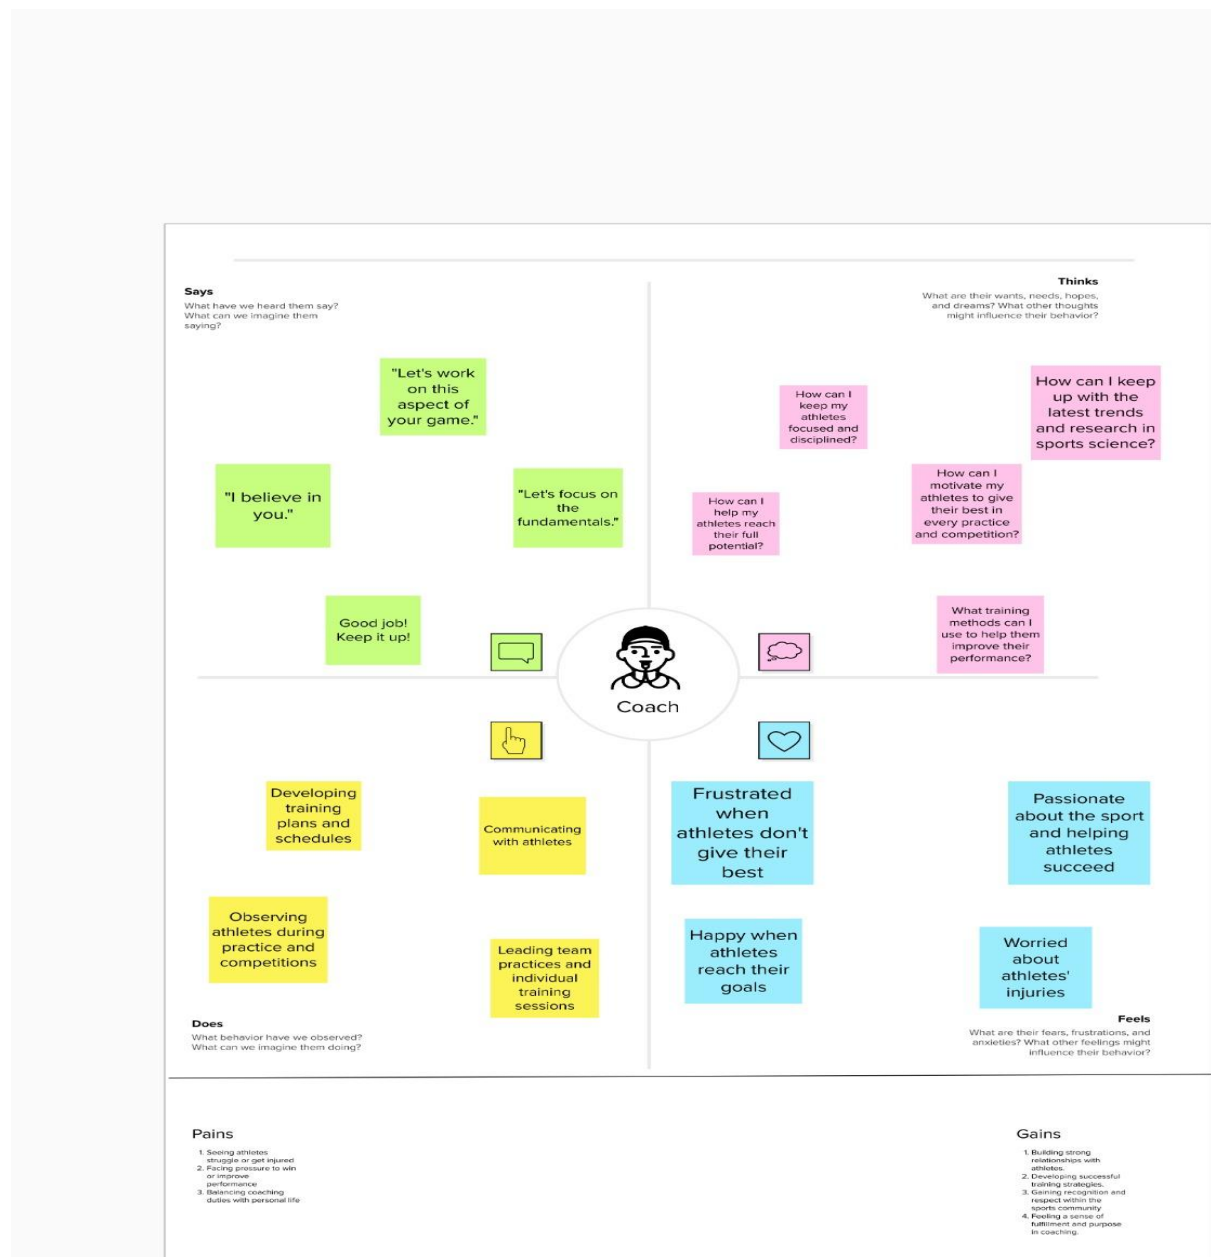 Says
What have we heard them say?
What can we imagine them
saying?
"Let's work
on this
aspect of
your game."
"I believe in
you."
"Let's focus on
the
fundamentals."
Good job!
Keep it up!
Thinks
What are their wants, needs, hopes,
and dreams? What other thoughts
might influence their behavior?
How can I
keep my
athletes
focused and
disciplined?
How can I keep
up with the
latest trends
and research in
sports science?
How can I
help my
athletes reach
their full
potential?
How can I
motivate my
athletes to give
their best in
every practice
and competition?
What training
methods can I
use to help them
improve their
performance?
Coach
Developing
training
plans and
schedules
Communicating
with athletes
Observing
athletes during
practice and
competitions
Leading team
practices and
individual
training
sessions
Does
What behavior have we observed?
What can we imagine them doing?
Frustrated
when
athletes don't
give their
best
Passionate
about the sport
and helping
athletes
succeed
Happy when
athletes
reach their
goals
Worried
about
athletes'
injuries
Feels
What are their fears, frustrations, and
anxieties? What other feelings might
influence their behavior?
Pains
1. Seeing athletes
struggle or get injured
2. Facing pressure to win
or improve
performance
3. Balancing coaching
duties with personal life
Gains
1. Building strong
relationships with
athletes.
2. Developing successful
training strategies.
3. Gaining recognition and
respect within the
sports community
4. Feeling a sense of
fulfillment and purpose
in coaching.